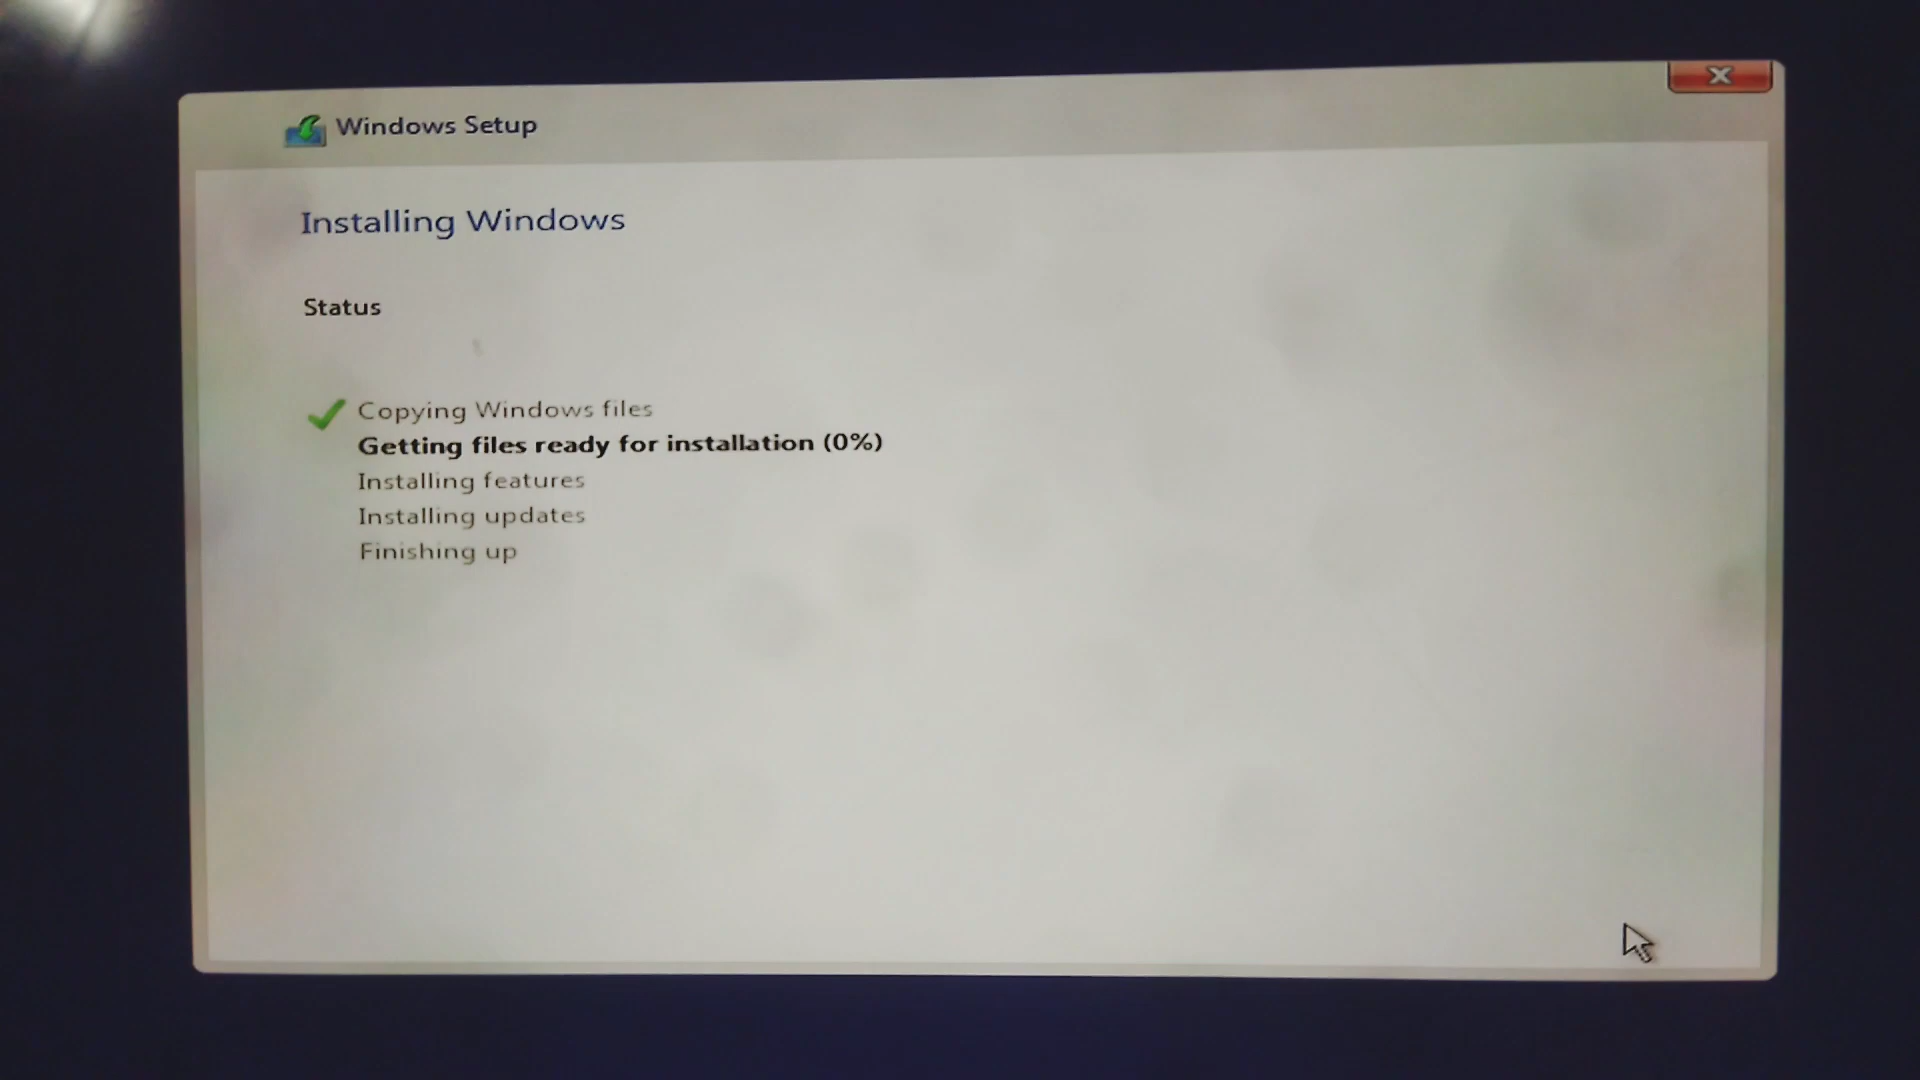 Windows Setup
Installing Windows
Status
Copying Windows files
Getting files ready for installation (0%)
Installing features
Installing updates
Finishing up